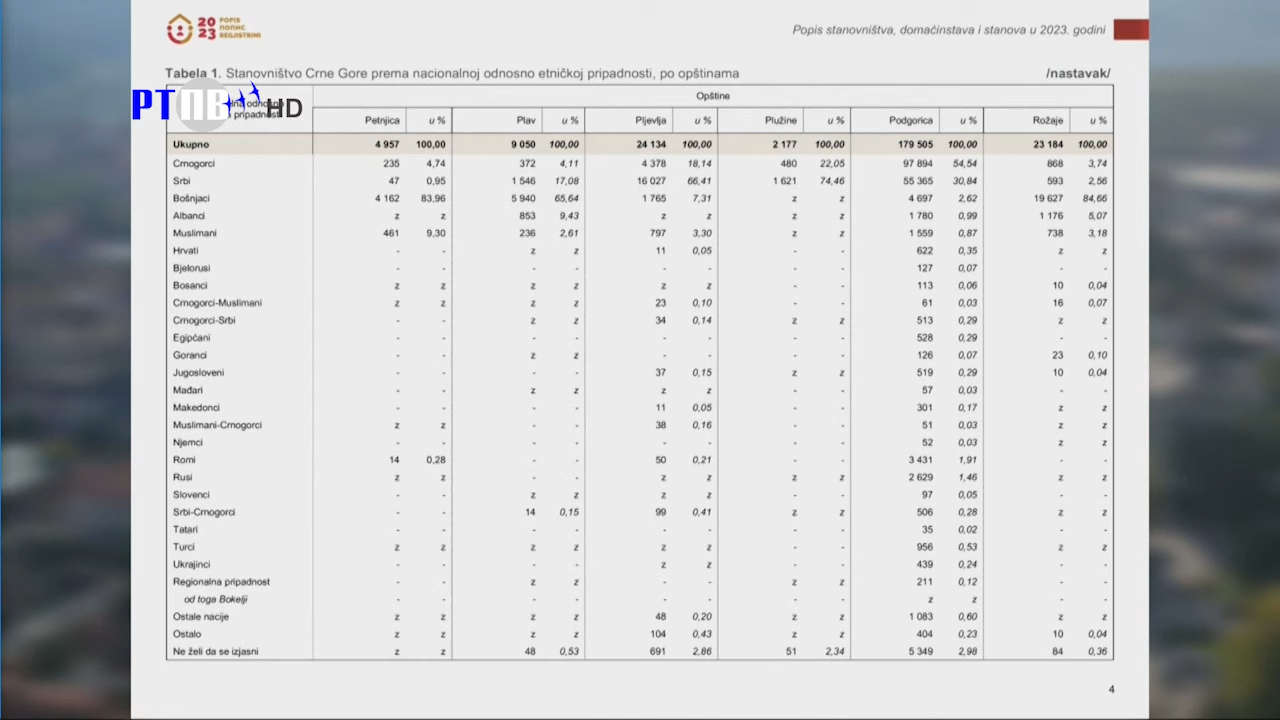 20 POPIS
23 ПОПИС
REGJISTRIMI
Popis stanovništva, domaćinstava i stanova u 2023. godini
Tabela 1. Stanovništvo Crne Gore prema nacionalnoj odnosno etničkoj pripadnosti, po opštinama /nastavak/
РТПВ HD
Opštine
Petnjica u % Plav u % Pljevlja u % Plužine u % Podgorica u % Rožaje u %
Ukupno 4 957 100,00 9 050 100,00 24 134 100,00 2 177 100,00 179 505 100,00 23 184 100,00
Crnogorci 235 4,74 372 4,11 4 378 18,14 480 22,05 97 894 54,54 868 3,74
Srbi 47 0,95 1 546 17,08 16 027 66,41 1 621 74,46 55 365 30,84 593 2,56
Bošnjaci 4 162 83,96 5 940 65,64 1 765 7,31 z z 4 697 2,62 19 627 84,66
Albanci z z 853 9,43 z z z z 1 780 0,99 1 176 5,07
Muslimani 461 9,30 236 2,61 797 3,30 z z 1 559 0,87 738 3,18
Hrvati - - z z 11 0,05 - - 622 0,35 z z
Bjelorusi - - - - - - - - 127 0,07 - -
Bosanci z z z z z z - - 113 0,06 10 0,04
Crnogorci-Muslimani z z z z 23 0,10 - - 61 0,03 16 0,07
Crnogorci-Srbi - - z z 34 0,14 z z 513 0,29 z z
Egipćani - - - - - - - - 528 0,29 - -
Goranci - - z z - - - - 126 0,07 23 0,10
Jugosloveni - - - - 37 0,15 z z 519 0,29 10 0,04
Mađari - - z z z z - - 57 0,03 - -
Makedonci - - - - 11 0,05 - - 301 0,17 z z
Muslimani-Crnogorci z z - - 38 0,16 - - 51 0,03 z z
Njemci - - - - - - - - 52 0,03 z z
Romi 14 0,28 - - 50 0,21 - - 3 431 1,91 - -
Rusi z z - - z z z z 2 629 1,46 z z
Slovenci - - z z z z - - 97 0,05 - -
Srbi-Crnogorci - - 14 0,15 99 0,41 z z 506 0,28 z z
Tatari - - - - - - - - 35 0,02 - -
Turci z z z z z z - - 956 0,53 z z
Ukrajinci - - - - z z - - 439 0,24 - -
Regionalna pripadnost - - z z - - z z 211 0,12 - -
od toga Bokelji - - - - - - - - z z - -
Ostale nacije z z z z 48 0,20 z z 1 083 0,60 z z
Ostalo z z z z 104 0,43 z z 404 0,23 10 0,04
Ne želi da se izjasni z z 48 0,53 691 2,86 51 2,34 5 349 2,98 84 0,36
4